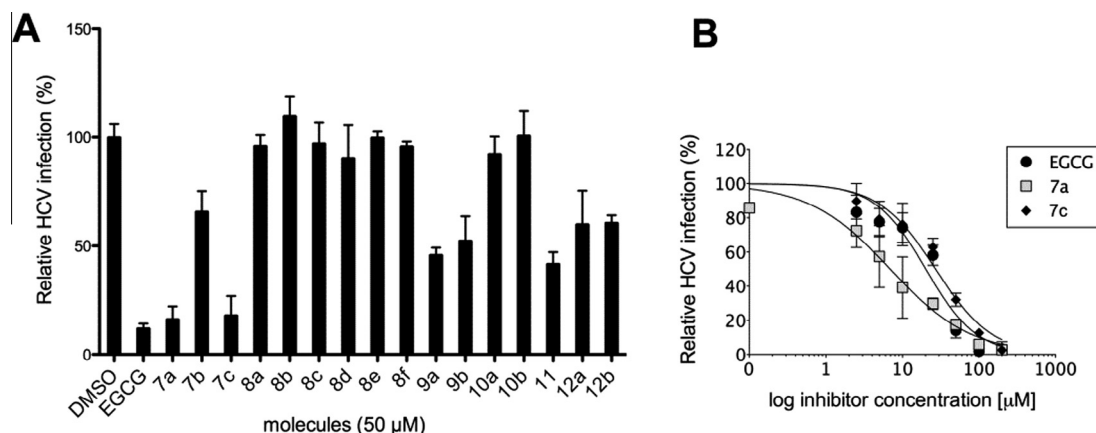 A
Relative HCV infection (%)
150
100
50
0
DMSO
EGCG
7a
7b
7c
8a
8b
8c
8d
8e
8f
9a
9b
10a
10b
11
12a
12b
molecules (50 µM)
B
Relative HCV infection (%)
120
100
80
60
40
20
0
0 1 10 100 1000
log inhibitor concentration [µM]
EGCG
7a
7c